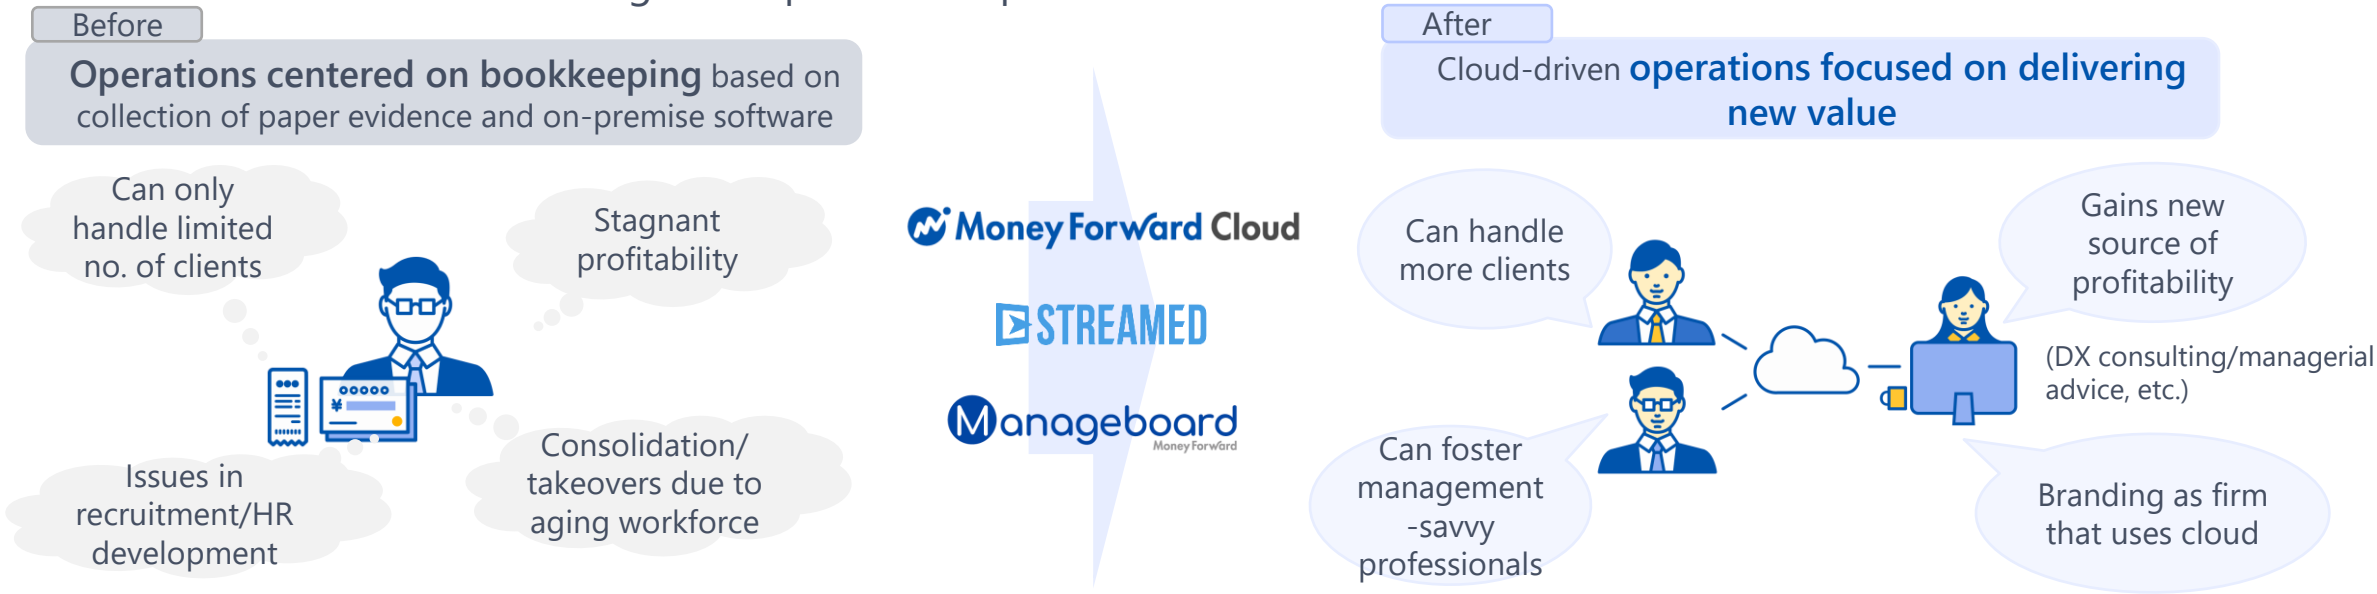 Before
Operations centered on bookkeeping based on
collection of paper evidence and on-premise software
Can only
handle limited
no. of clients
Stagnant
profitability
¥
Issues in
recruitment/HR
development
Consolidation/
takeovers due to
aging workforce
Money Forward Cloud
STREAMED
Manageboard
Money Forward
After
Cloud-driven operations focused on delivering
new value
Can handle
more clients
Gains new
source of
profitability
(DX consulting/managerial
advice, etc.)
Can foster
management
-savvy
professionals
Branding as firm
that uses cloud